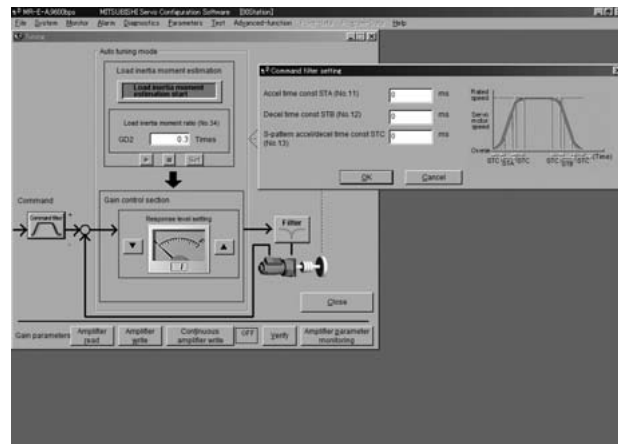 MR-E-A,9600bps MITSUBISHI Servo Configuration Software [00Station]
File System Monitor Alarm Diagnostics Parameters Test Advanced-function Help
Tuning
Auto tuning mode
Load inertia moment estimation
Load inertia moment
estimation start
Load inertia moment ratio (No.34)
GD2 0.3 Times
Set
Command
Command filter
Gain control section
Response level setting
Filter
Close
Gain parameters
Amplifier
read
Amplifier
write
Continuous
amplifier write
OFF
Verify
Amplifier parameter
monitoring
Command filter setting
Accel time const STA (No.11) 0 ms
Decel time const STB (No.12) 0 ms
S-pattern accel/decel time const STC
(No.13)
0 ms
OK Cancel
Rated
speed
Servo
motor
speed
0r/min
STC STA STC STC STB STC (Time)